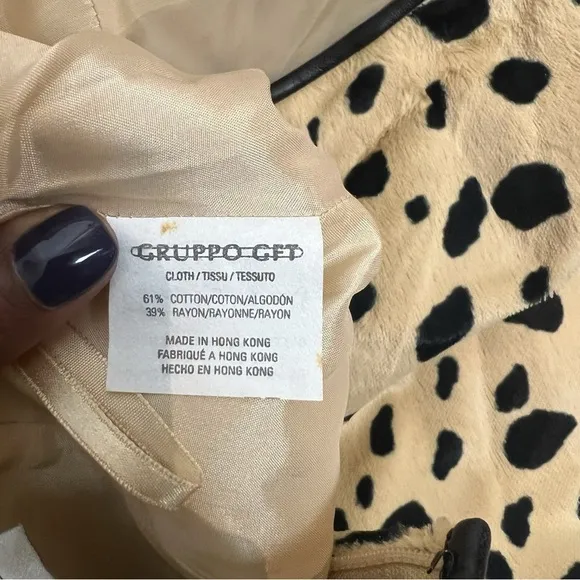 GRUPPO GFT
CLOTH/TISSU/TESSUTO
61% COTTON/COTON/ALGODÓN
39% RAYON/RAYONNE/RAYON
MADE IN HONG KONG
FABRIQUÉ A HONG KONG
HECHO EN HONG KONG